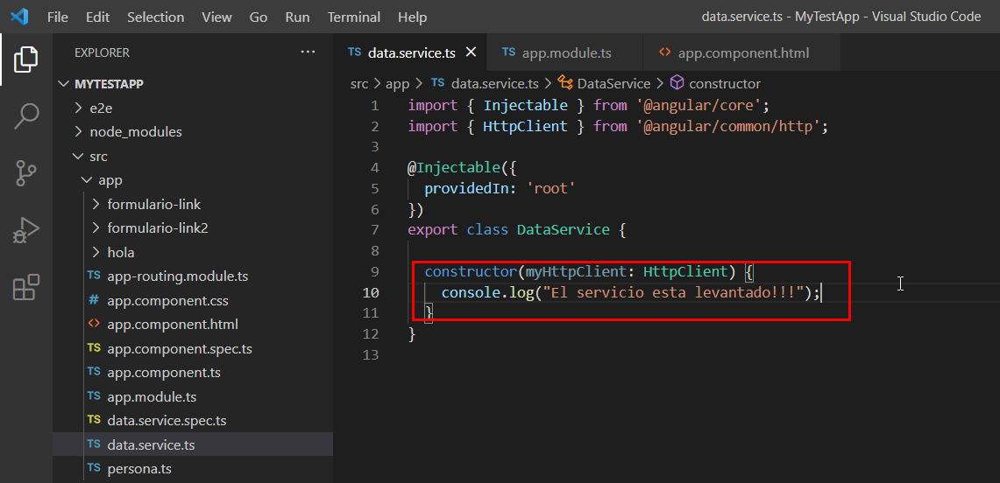 File Edit Selection View Go Run Terminal Help data.service.ts - MyTestApp - Visual Studio Code
EXPLORER ···
MYTESTAPP
e2e
node_modules
src
app
formulario-link
formulario-link2
hola
TS app-routing.module.ts
# app.component.css
<> app.component.html
TS app.component.spec.ts
TS app.component.ts
TS app.module.ts
TS data.service.spec.ts
TS data.service.ts
TS persona.ts
TS data.service.ts × TS app.module.ts <> app.component.html
src > app > TS data.service.ts > DataService > constructor
1 import { Injectable } from '@angular/core';
2 import { HttpClient } from '@angular/common/http';
3
4 @Injectable({
5 providedIn: 'root'
6 })
7 export class DataService {
8
9 constructor(myHttpClient: HttpClient) {
10 console.log("El servicio esta levantado!!!");
11 }
12 }
13